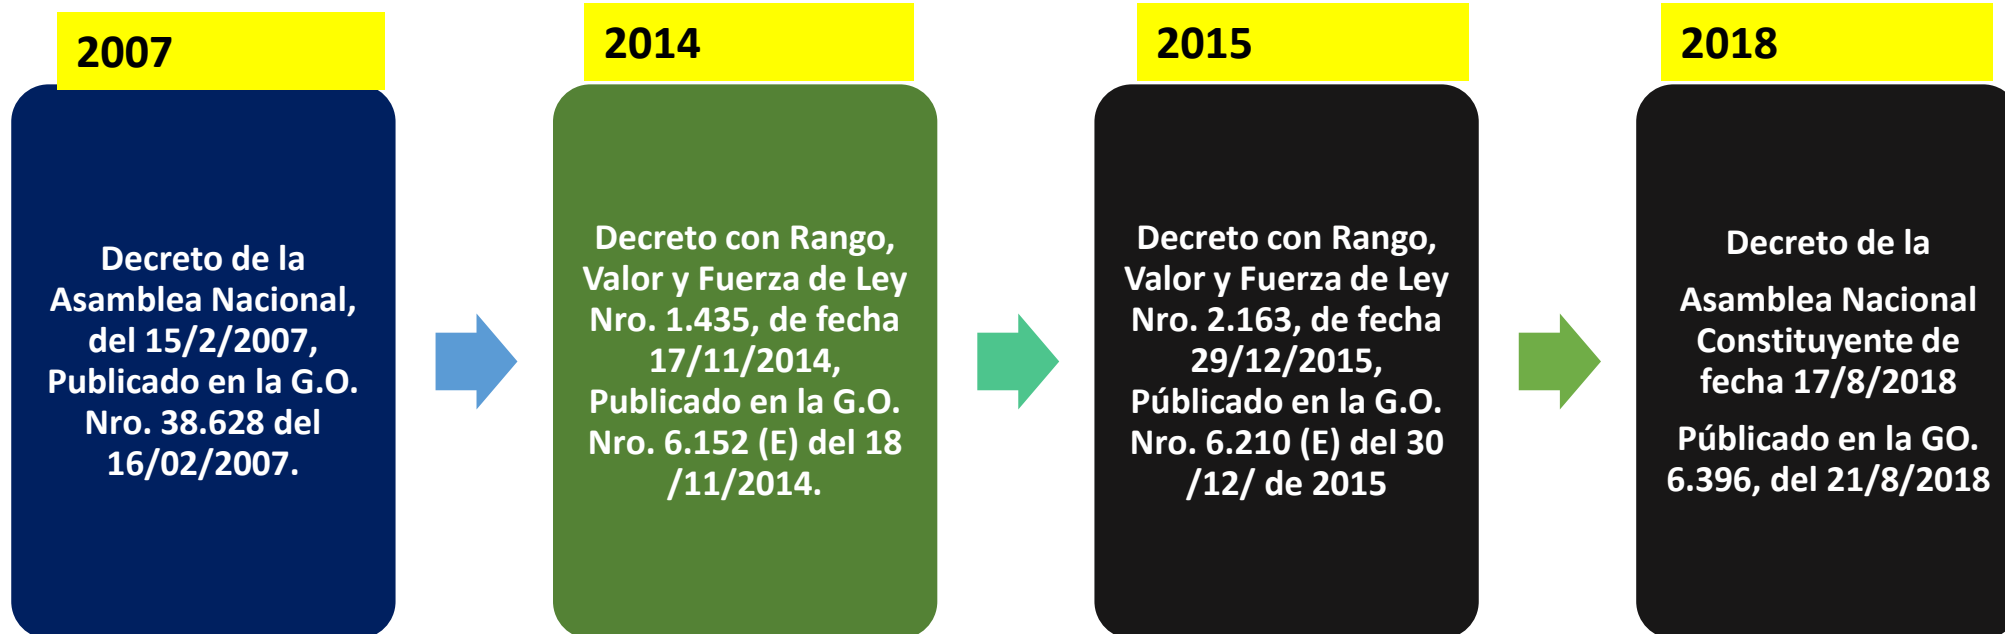 2007
Decreto de la
Asamblea Nacional,
del 15/2/2007,
Publicado en la G.O.
Nro. 38.628 del
16/02/2007.
2014
Decreto con Rango,
Valor y Fuerza de Ley
Nro. 1.435, de fecha
17/11/2014,
Publicado en la G.O.
Nro. 6.152 (E) del 18
/11/2014.
2015
Decreto con Rango,
Valor y Fuerza de Ley
Nro. 2.163, de fecha
29/12/2015,
Públicado en la G.O.
Nro. 6.210 (E) del 30
/12/ de 2015
2018
Decreto de la
Asamblea Nacional
Constituyente de
fecha 17/8/2018
Públicado en la GO.
6.396, del 21/8/2018